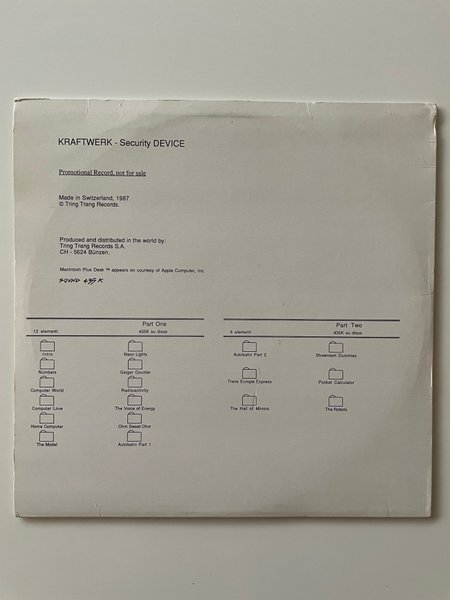 KRAFTWERK - Security DEVICE
Promotional Record, not for sale
Made in Switzerland, 1987
© Tring Trang Records.
Produced and distributed in the world by:
Tring Trang Records S.A.
CH - 5624 Bünzen.
Macintosh Plus Desk ™ appears on courtesy of Apple Computer, Inc
SOUND 435 K
Part One
12 elementi 435K su disco
Intro Neon Lights
Numbers Geigar Counter
Computer World Radioactivity
Computer Love The Voice of Energy
Home Computer Ohm Sweet Ohm
The Model Autobahn Part 1
Part Two
6 elementi 435K su disco
Autobahn Part 2 Showroom Dummies
Trans Europa Express Pocket Calculator
The Hall of Mirrors The Robots